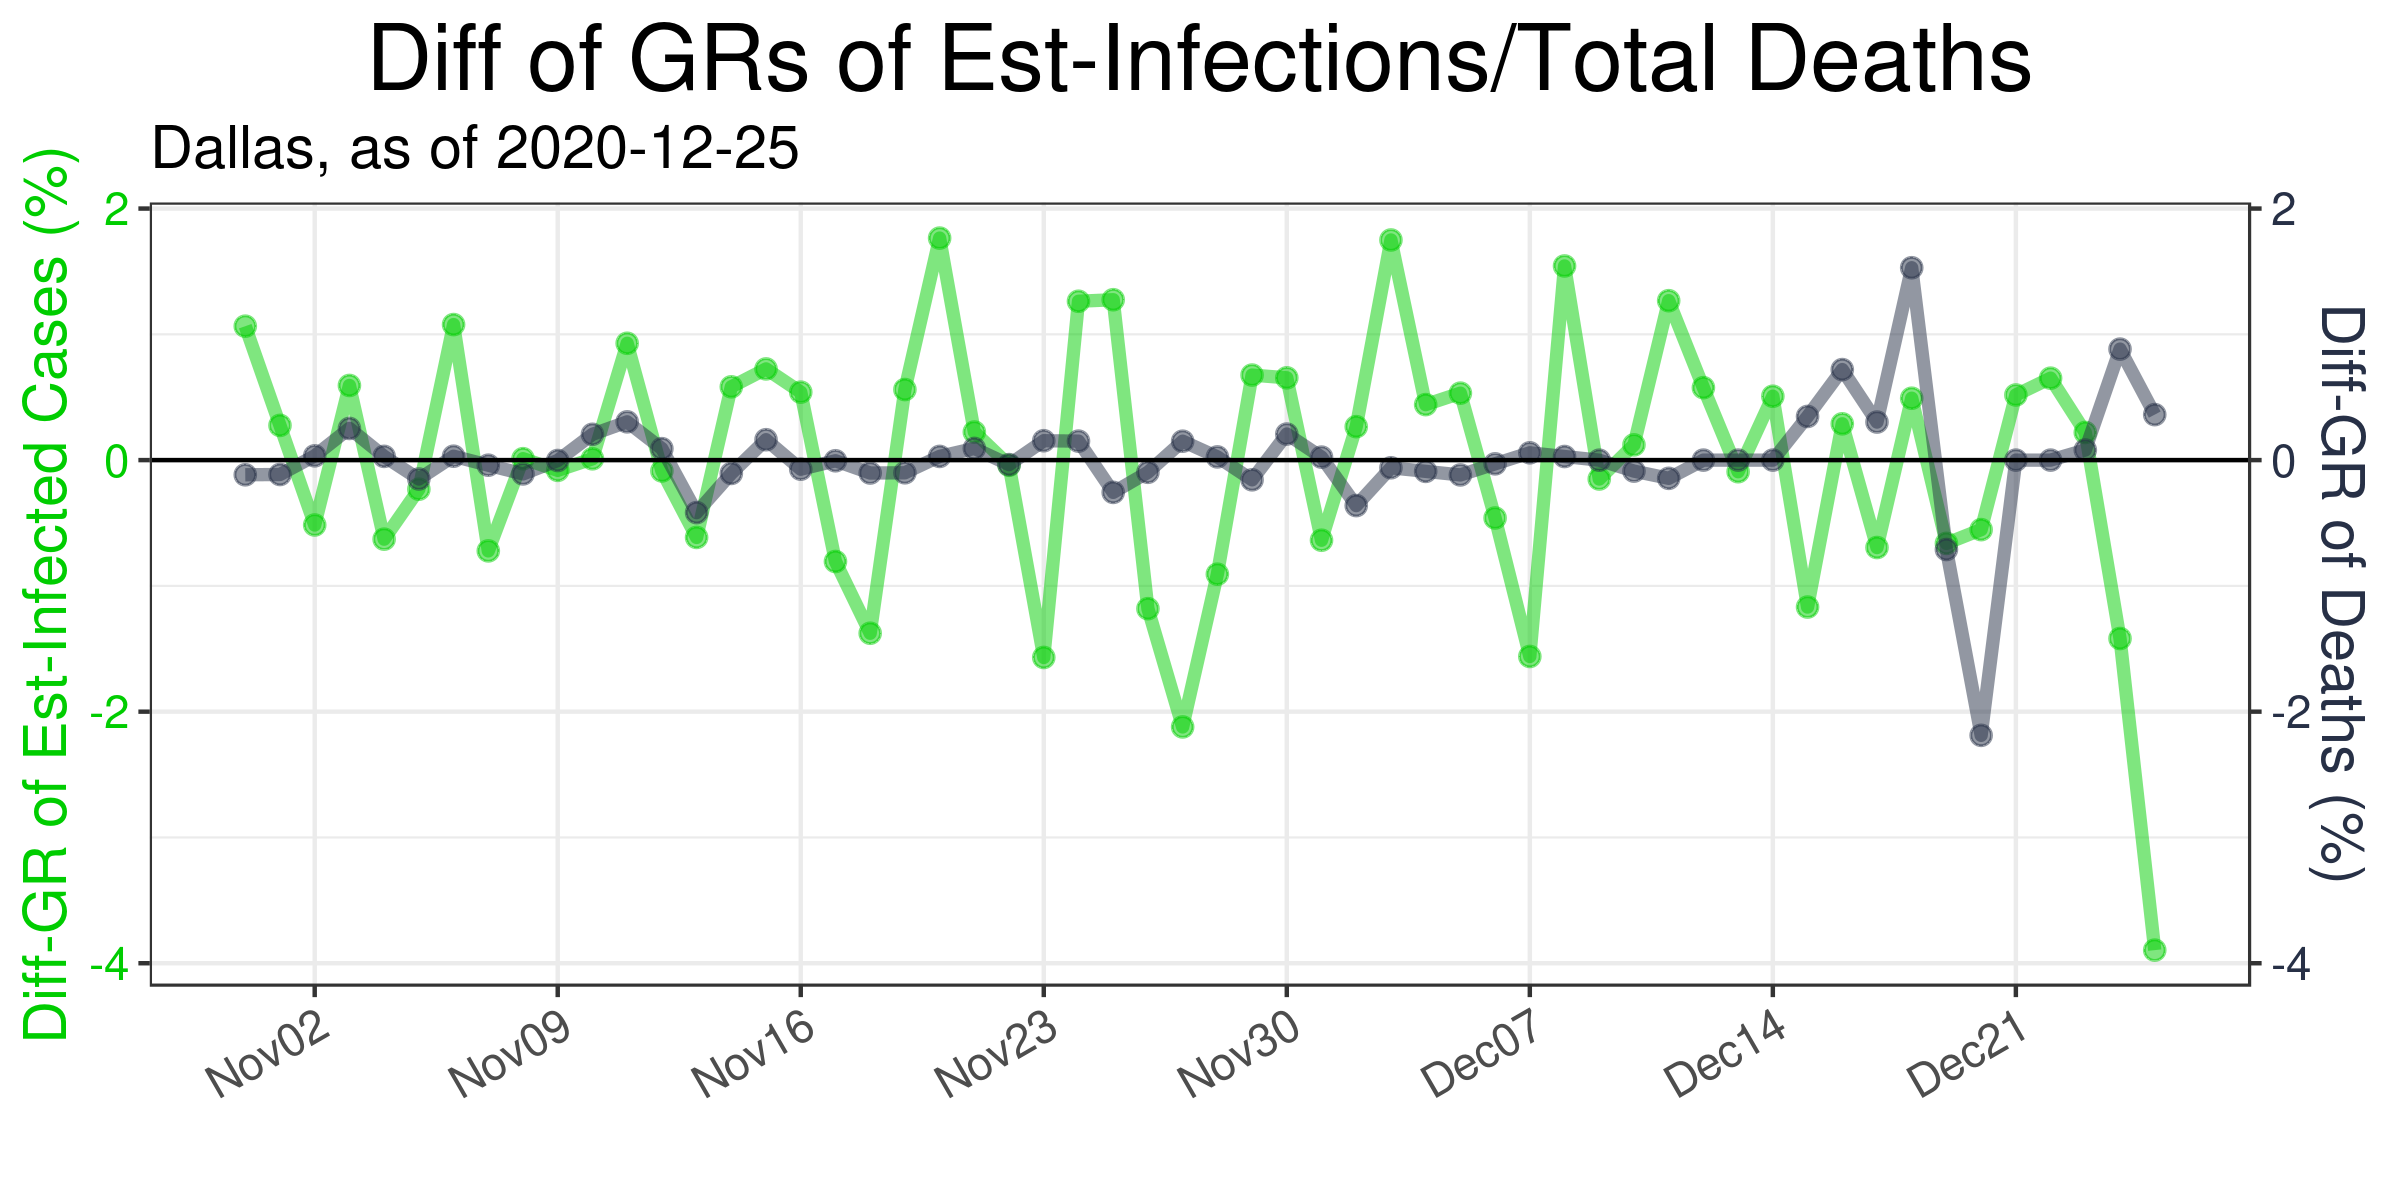 Diff of GRs of Est-Infections/Total Deaths
Dallas, as of 2020-12-25
Diff-GR of Est-Infected Cases (%)
2
0
-2
-4
2
0
-2
-4
Diff-GR of Deaths (%)
Nov02
Nov09
Nov16
Nov23
Nov30
Dec07
Dec14
Dec21